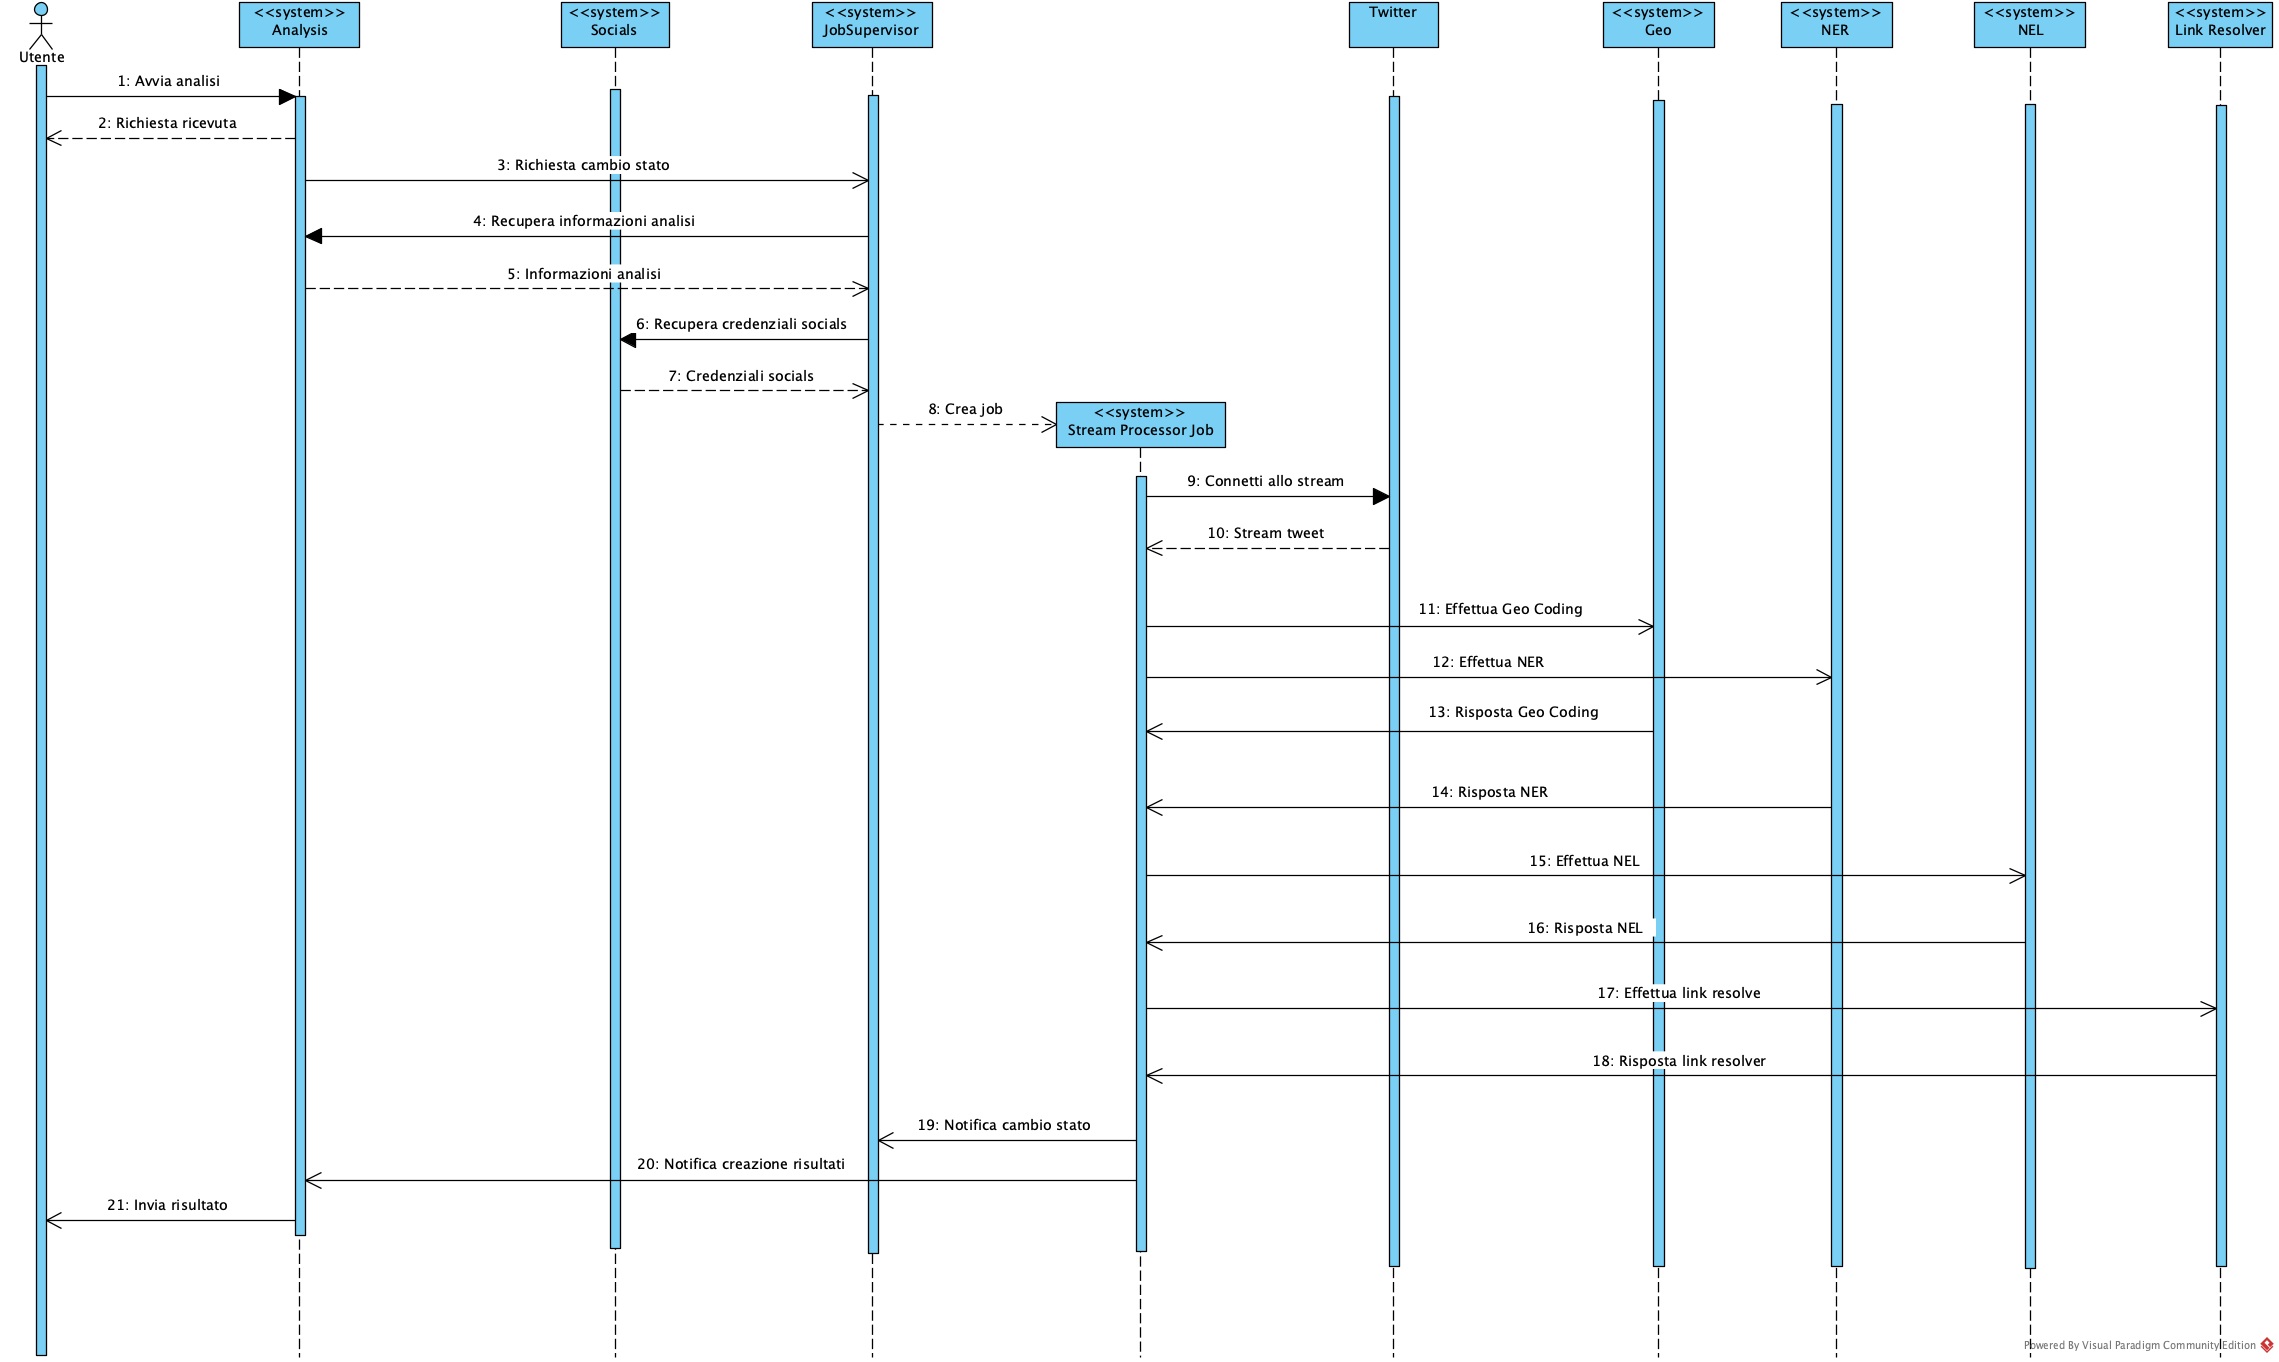 <<system>>
Analysis
<<system>>
Socials
<<system>>
JobSupervisor
Twitter
<<system>>
Geo
<<system>>
NER
<<system>>
NEL
<<system>>
Link Resolver
Utente
1: Avvia analisi
2: Richiesta ricevuta
3: Richiesta cambio stato
4: Recupera informazioni analisi
5: Informazioni analisi
6: Recupera credenziali socials
7: Credenziali socials
8: Crea job
<<system>>
Stream Processor Job
9: Connetti allo stream
10: Stream tweet
11: Effettua Geo Coding
12: Effettua NER
13: Risposta Geo Coding
14: Risposta NER
15: Effettua NEL
16: Risposta NEL
17: Effettua link resolve
18: Risposta link resolver
19: Notifica cambio stato
20: Notifica creazione risultati
21: Invia risultato
Powered By Visual Paradigm Community Edition